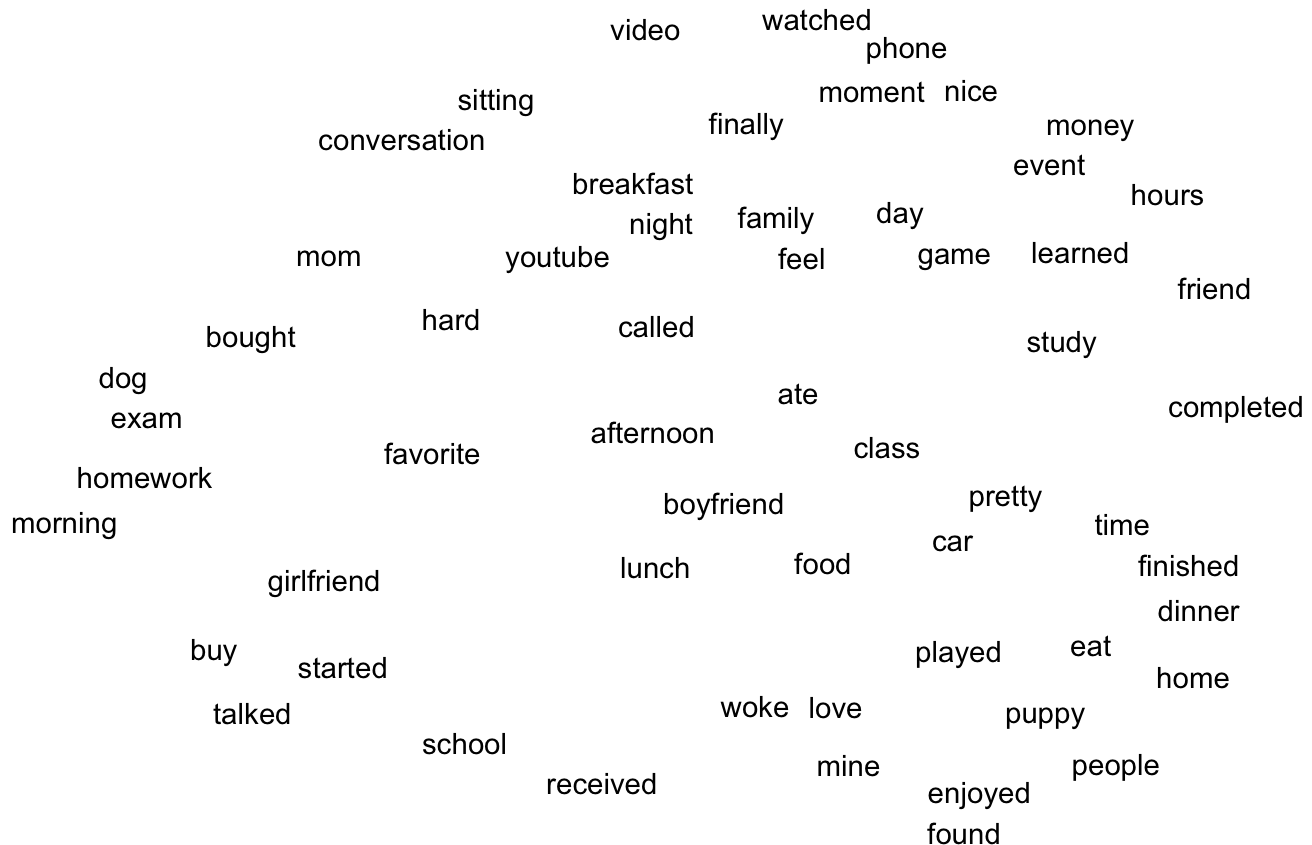 video watched
phone
sitting moment nice
conversation finally money
event
breakfast hours
night family day
mom youtube feel game learned
friend
bought hard called study
dog
exam ate completed
favorite afternoon class
homework
morning boyfriend pretty time
car
girlfriend lunch food finished
dinner
buy started played eat
home
talked woke love puppy
school
received mine people
enjoyed
found